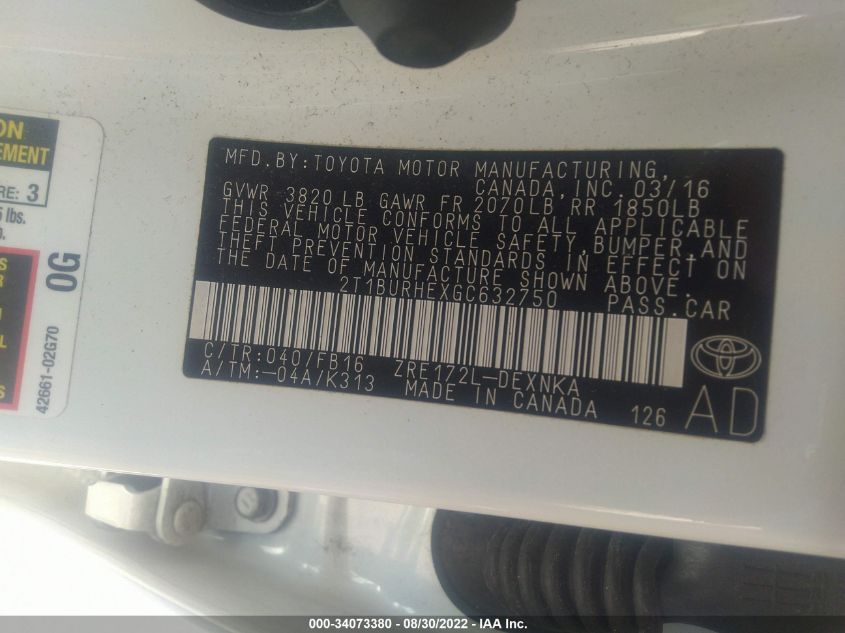 MFD.BY:TOYOTA MOTOR MANUFACTURING,
CANADA,INC. 03/16
GVWR 3820 LB GAWR FR 2070LB RR 1850LB
THIS VEHICLE CONFORMS TO ALL APPLICABLE
FEDERAL MOTOR VEHICLE SAFETY, BUMPER, AND
THEFT PREVENTION STANDARDS IN EFFECT ON
THE DATE OF MANUFACTURE SHOWN ABOVE.
2T1BURHEXGC632750 PASS.CAR
C/TR:040/FB16 ZRE172L-DEXNKA
A/TM:-04A/K313 MADE IN CANADA 126
AD
ON
EMENT
RE: 3
5 lbs.
0G
42661-02G70
000-34073380 - 08/30/2022 - IAA Inc.